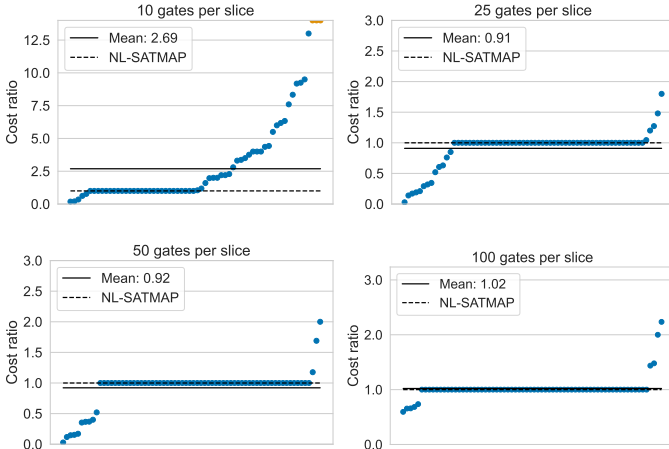 10 gates per slice
Cost ratio
12.5
10.0
7.5
5.0
2.5
0.0
Mean: 2.69
NL-SATMAP
25 gates per slice
Cost ratio
3.0
2.5
2.0
1.5
1.0
0.5
0.0
Mean: 0.91
NL-SATMAP
50 gates per slice
Cost ratio
3.0
2.5
2.0
1.5
1.0
0.5
0.0
Mean: 0.92
NL-SATMAP
100 gates per slice
Cost ratio
3.0
2.0
1.0
0.0
Mean: 1.02
NL-SATMAP